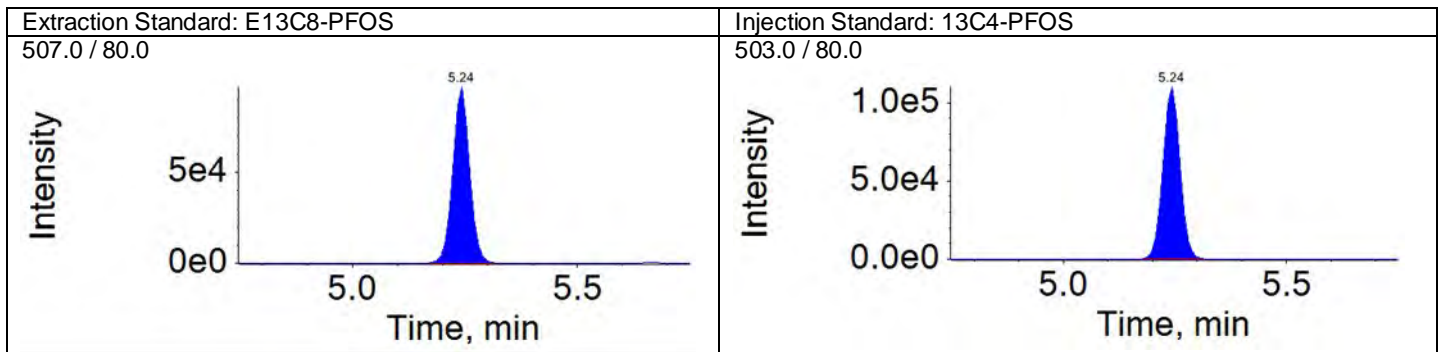 Extraction Standard: E13C8-PFOS
507.0 / 80.0
5.24
Intensity
5e4
0e0
5.0 5.5
Time, min
Injection Standard: 13C4-PFOS
503.0 / 80.0
5.24
Intensity
1.0e5
5.0e4
0.0e0
5.0 5.5
Time, min